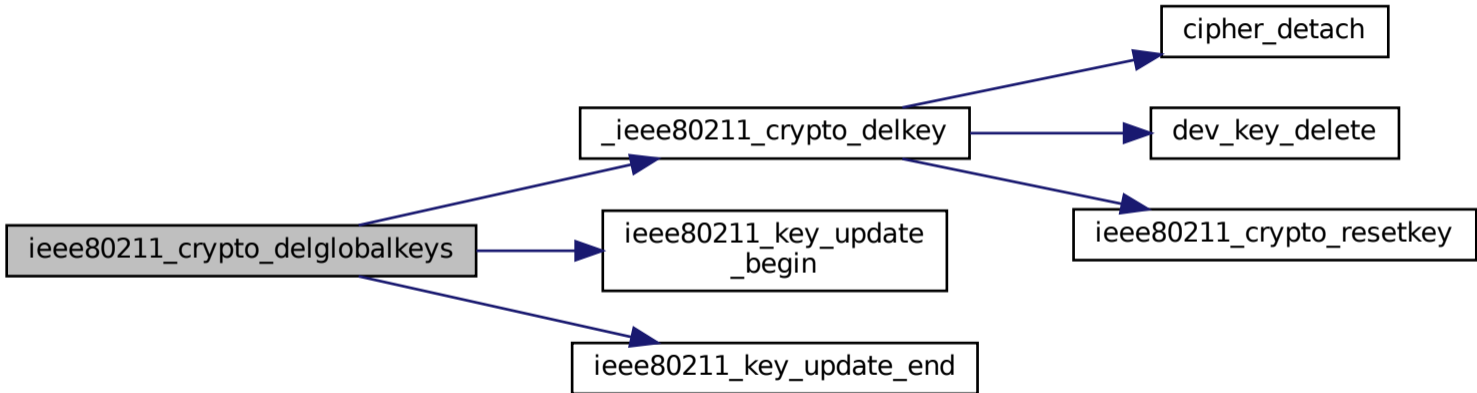 cipher_detach
_ieee80211_crypto_delkey
dev_key_delete
ieee80211_crypto_resetkey
ieee80211_crypto_delglobalkeys
ieee80211_key_update
_begin
ieee80211_key_update_end